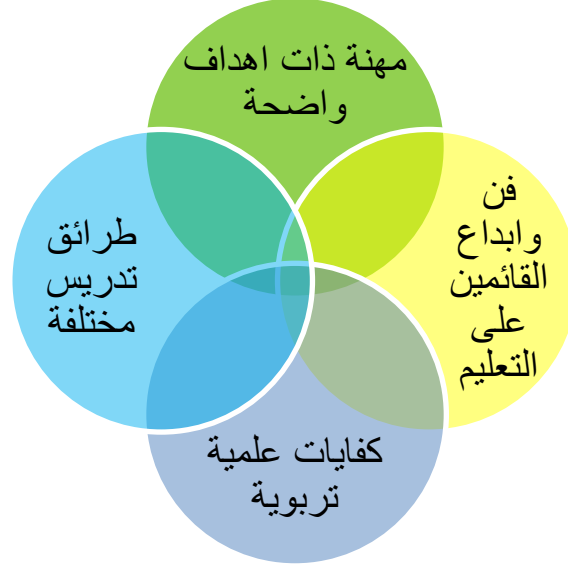 مهنة ذات اهداف
واضحة
فن
وابداع
القائمين
على
التعليم
طرائق
تدريس
مختلفة
كفايات علمية
تربوية